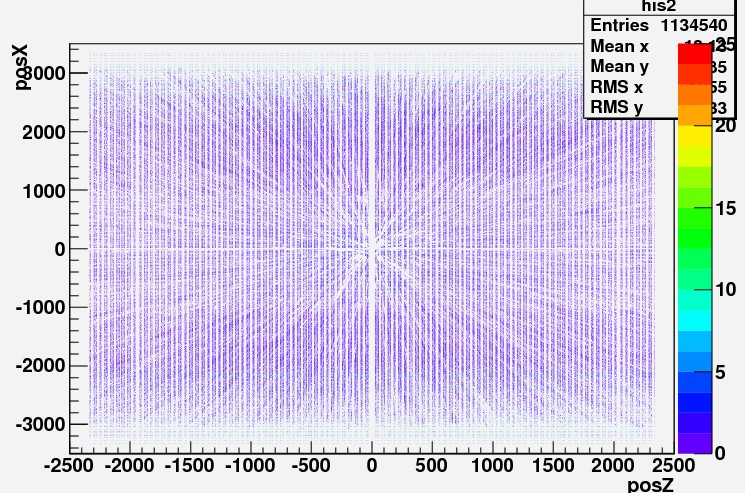 his2
Entries 1134540
Mean x
Mean y
RMS x
RMS y
posX
3000
2000
1000
0
-1000
-2000
-3000
-2500 -2000 -1500 -1000 -500 0 500 1000 1500 2000 2500
posZ
25
20
15
10
5
0